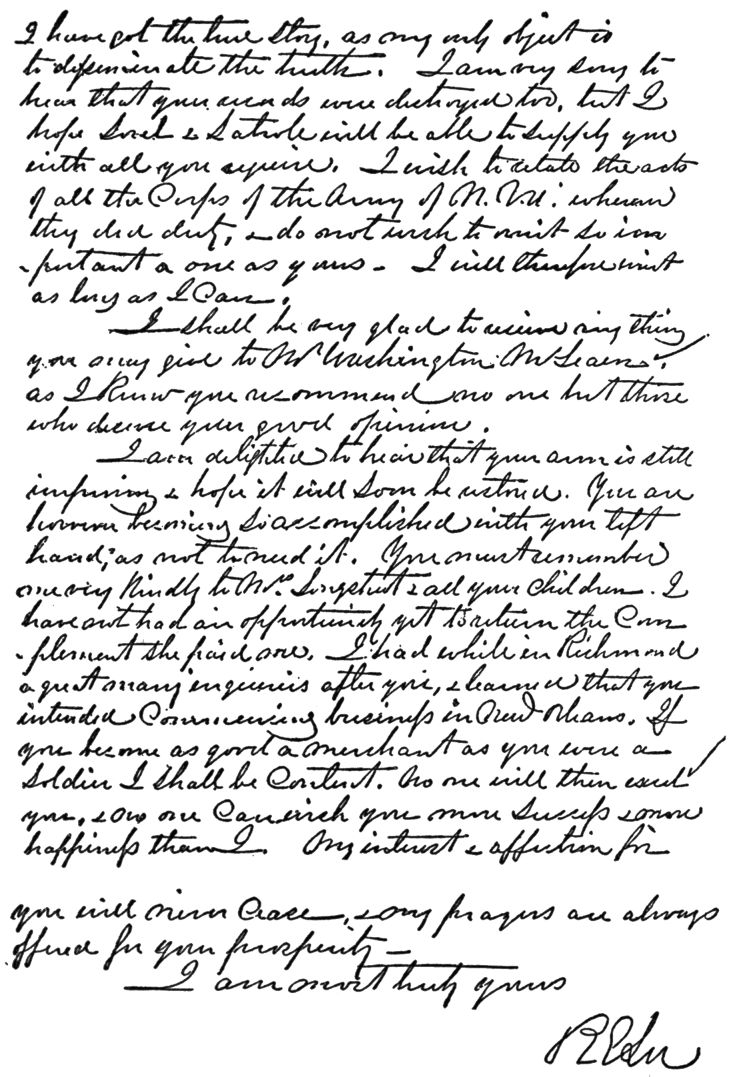 I have got the true story, as my only object is
to disseminate the truth. I am very sorry to
hear that your records were destroyed too, but I
hope Sorrel & Latrobe will be able to supply you
with all you require. I wish to relate the acts
of all the Corps of the Army of N. Va. wherever
they did duty, & do not wish to omit so im
-portant a one as yours - I will therefore wait
as long as I can.
I shall be very glad to receive any thing
you may give to Mr. Washington McLean,
as I know you recommend no one but those
who deserve your good opinion.
I am delighted to hear that your arm is still
improving & hope it will soon be restored. You are
however becoming so accomplished with your left
hand, as not to need it. You must remember
me very kindly to Mrs. Longstreet & all your children. I
have not had an opportunity yet to return the Com
-pliment she paid me. I had while in Richmond
a great many inquiries after you, & learned that you
intended Commencing business in New Orleans. If
you become as good a merchant as you were a
soldier I shall be Content. No one will then excel
you, & no one can wish you more success & more
happiness than I. My interest & affection for
you will never cease, & my prayers are always
offered for your prosperity -
I am most truly yours
R E Lee